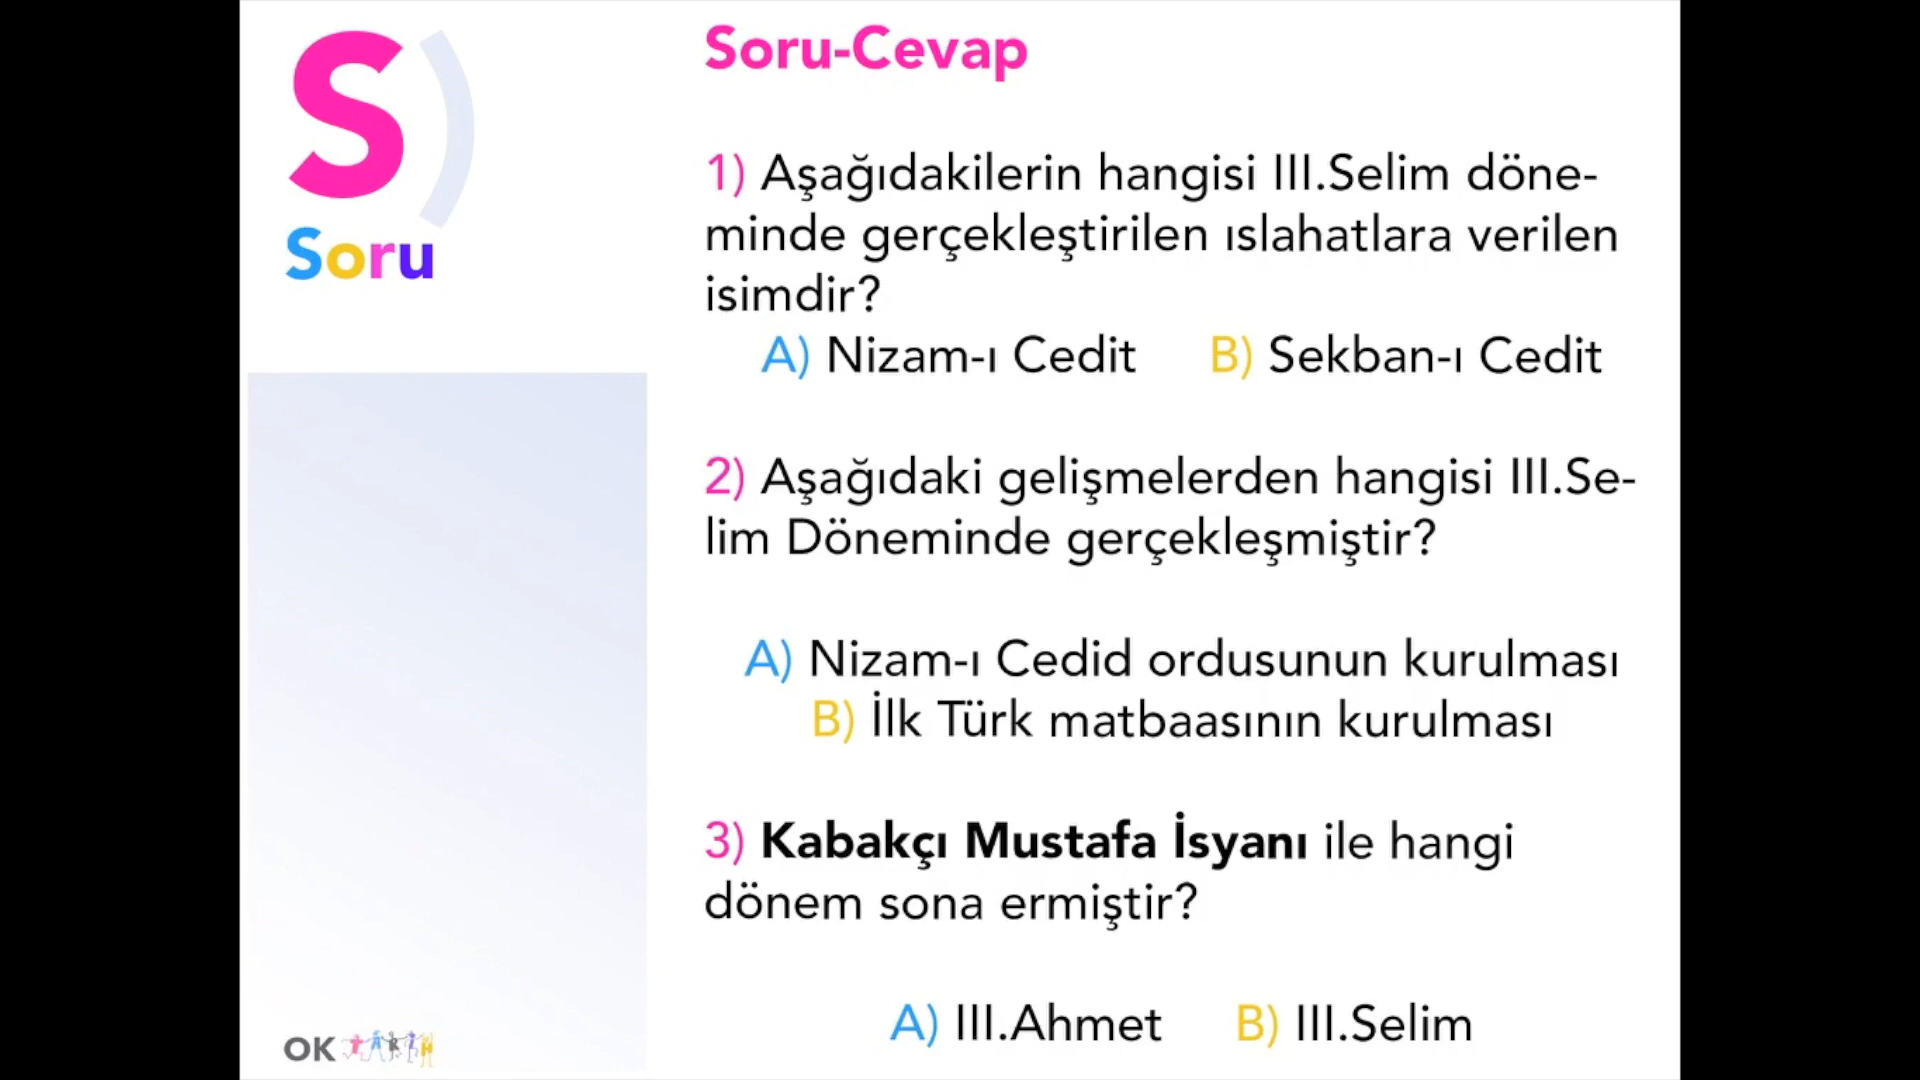 S)
Soru
Soru-Cevap
1) Aşağıdakilerin hangisi III.Selim döne-
minde gerçekleştirilen ıslahatlara verilen
isimdir?
A) Nizam-ı Cedit B) Sekban-ı Cedit
2) Aşağıdaki gelişmelerden hangisi III.Se-
lim Döneminde gerçekleşmiştir?
A) Nizam-ı Cedid ordusunun kurulması
B) İlk Türk matbaasının kurulması
3) Kabakçı Mustafa İsyanı ile hangi
dönem sona ermiştir?
A) III.Ahmet B) III.Selim
OK TARİH